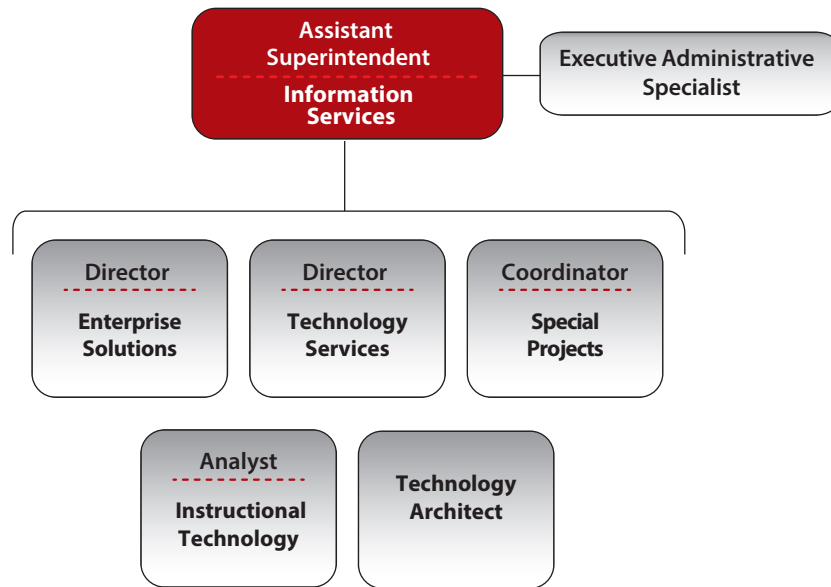 Assistant
Superintendent
Information
Services
Executive Administrative
Specialist
Director
Enterprise
Solutions
Director
Technology
Services
Coordinator
Special
Projects
Analyst
Instructional
Technology
Technology
Architect